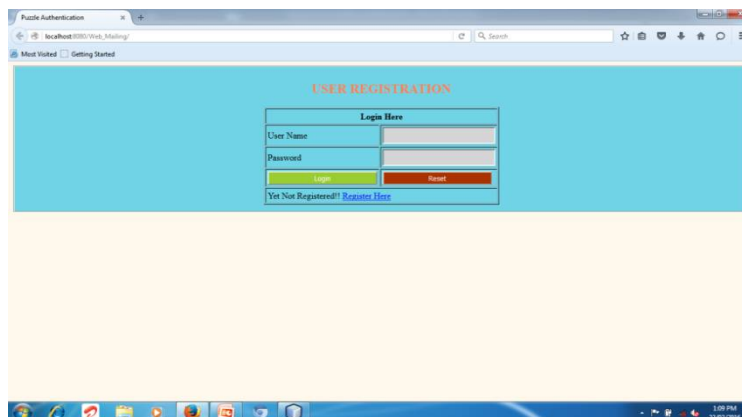 Puzzle Authentication
localhost:8080/Web_Mailing/
Search
Most Visited Getting Started
USER REGISTRATION
Login Here
User Name
Password
Login Reset
Yet Not Registered!! Register Here
1:09 PM